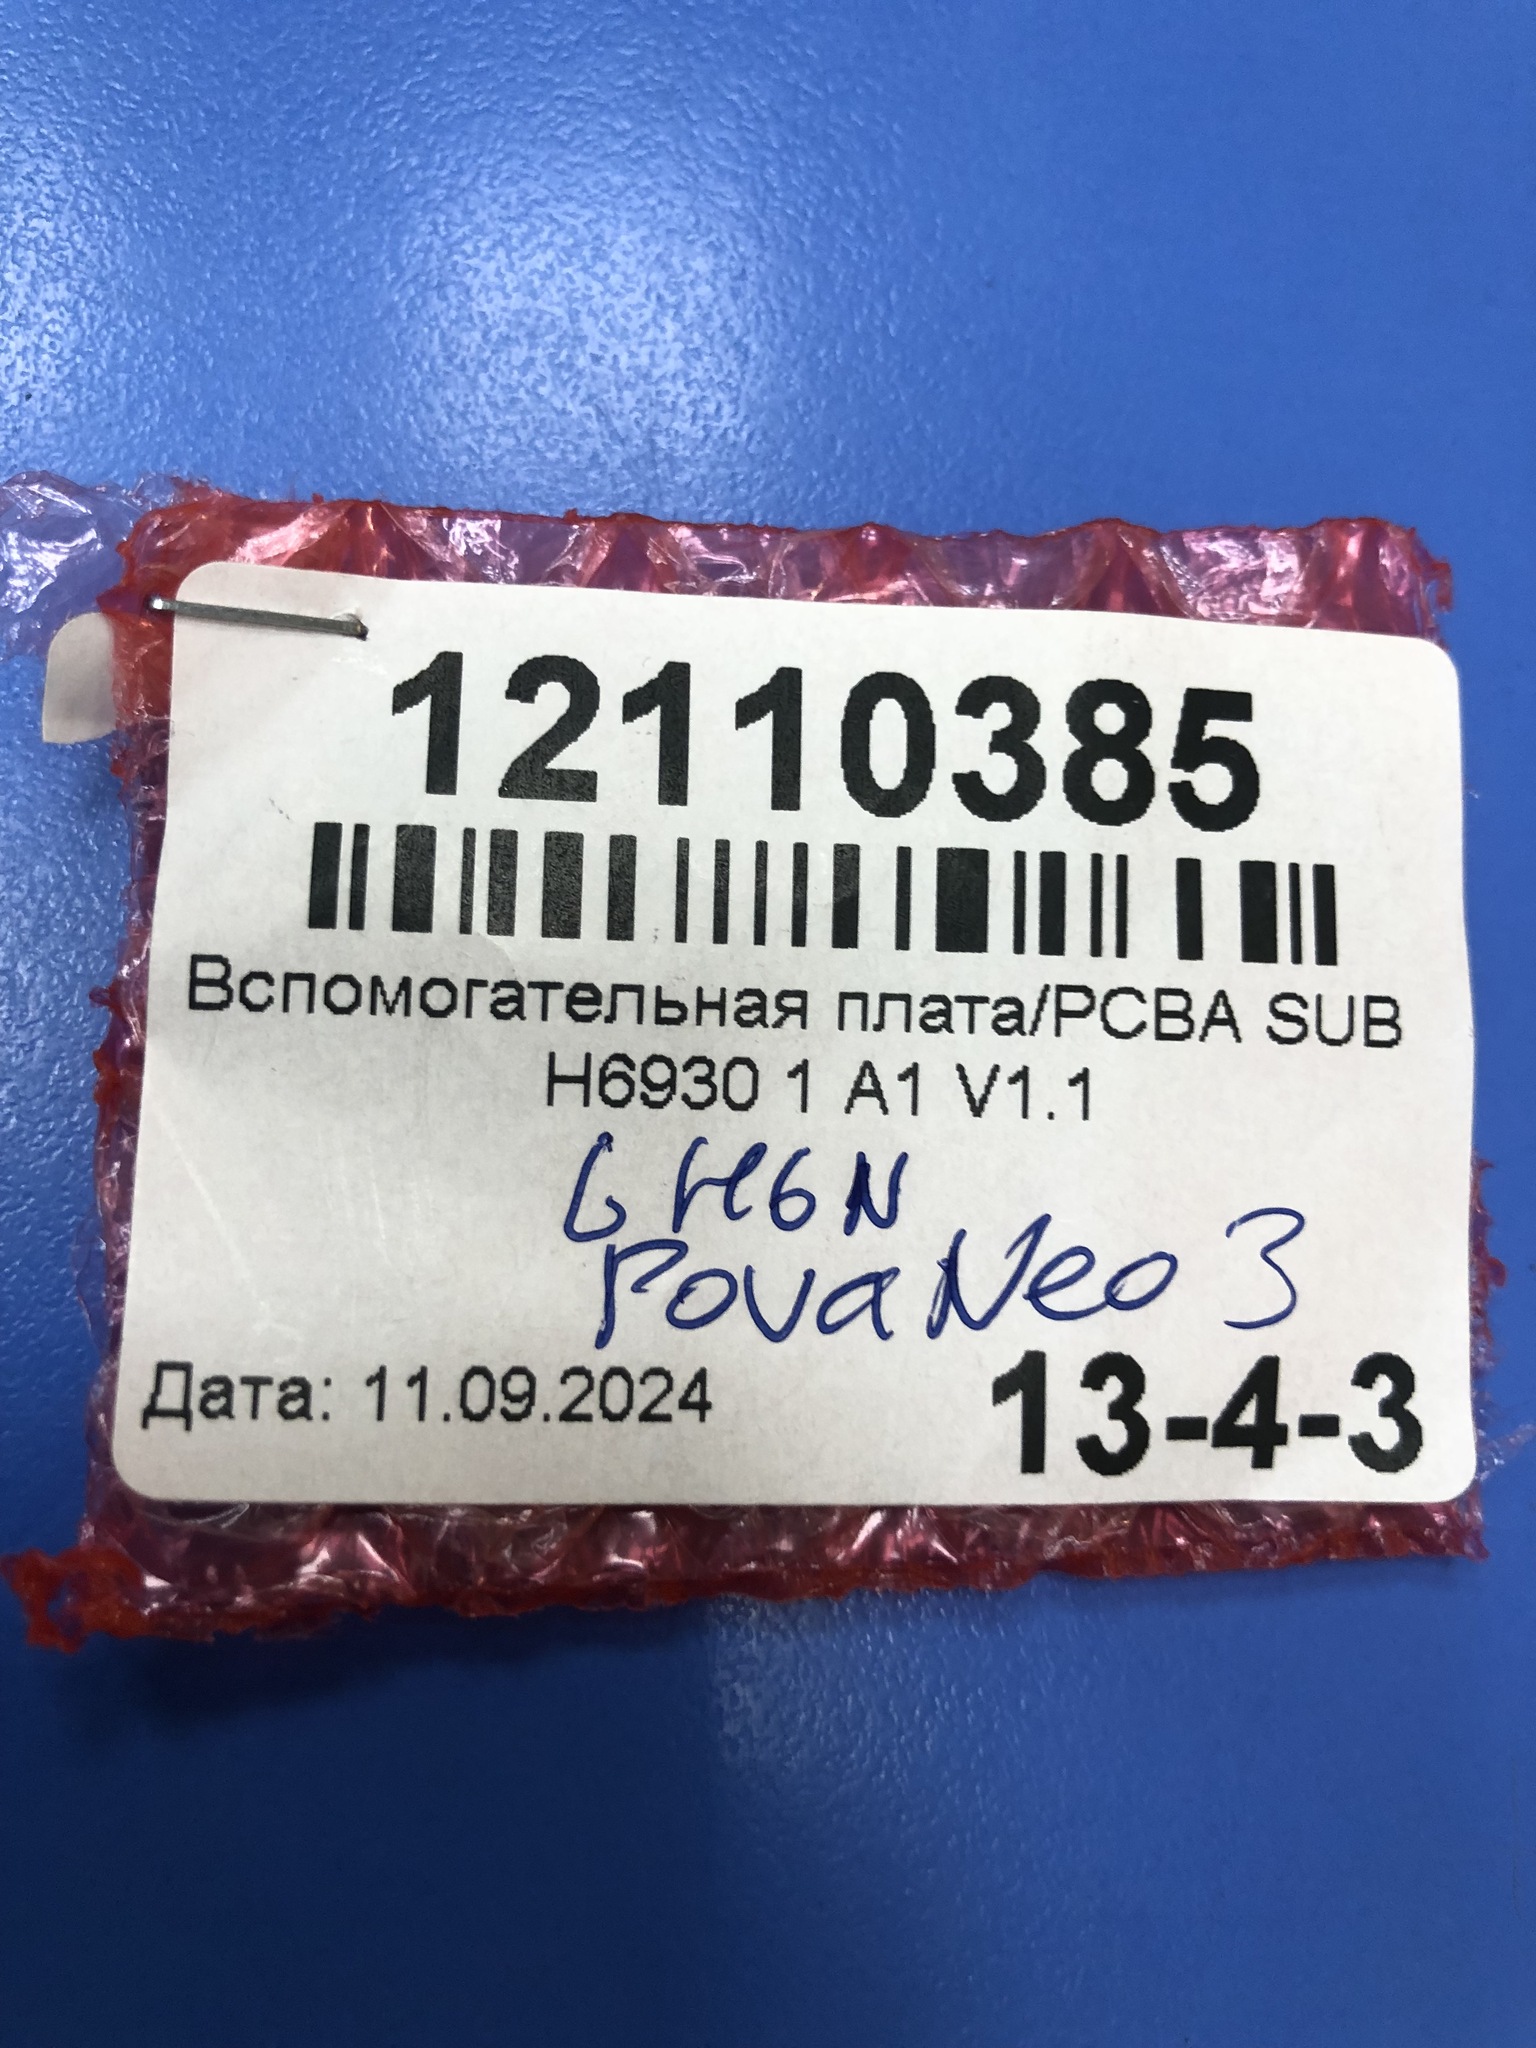 12110385
Вспомогательная плата/PCBA SUB
H6930 1 A1 V1.1
LH6N
Pova Neo 3
Дата: 11.09.2024
13-4-3